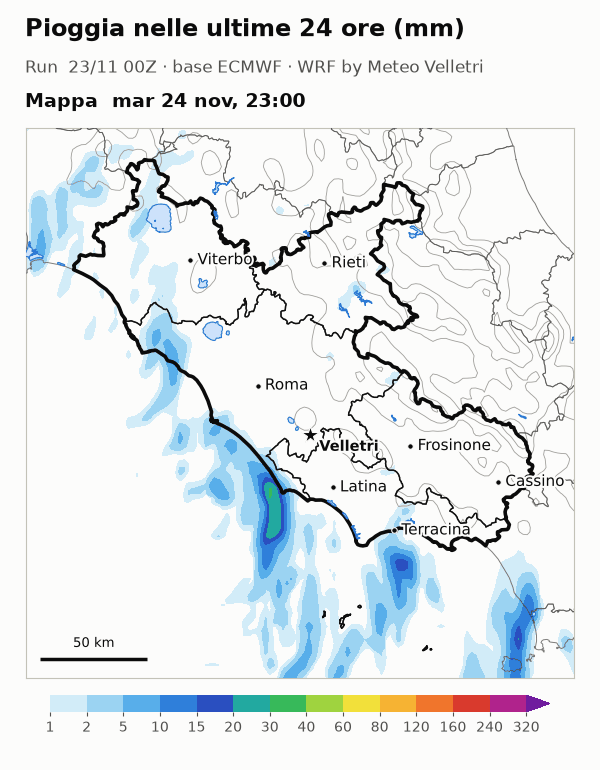 Pioggia nelle ultime 24 ore (mm)
Run  23/11 00Z · base ECMWF · WRF by Meteo Velletri
Mappa  mar 24 nov, 23:00
Viterbo
Rieti
Roma
Velletri
Frosinone
Latina
Cassino
Terracina
50 km
1 2 5 10 15 20 30 40 60 80 120 160 240 320